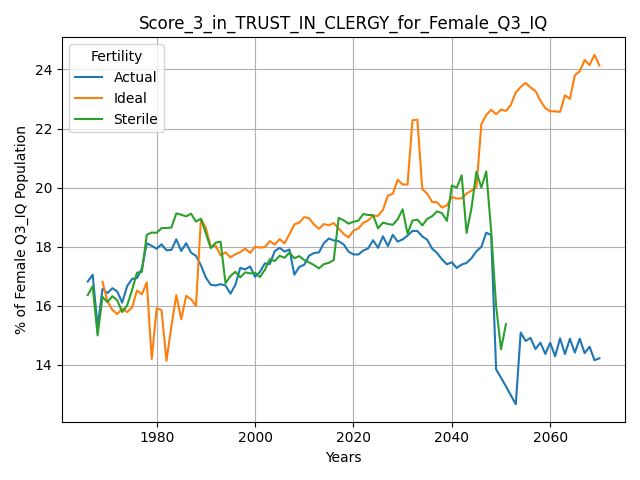 Score_3_in_TRUST_IN_CLERGY_for_Female_Q3_IQ
Fertility
Actual
Ideal
Sterile
% of Female Q3_IQ Population
24
22
20
18
16
14
1980
2000
2020
2040
2060
Years